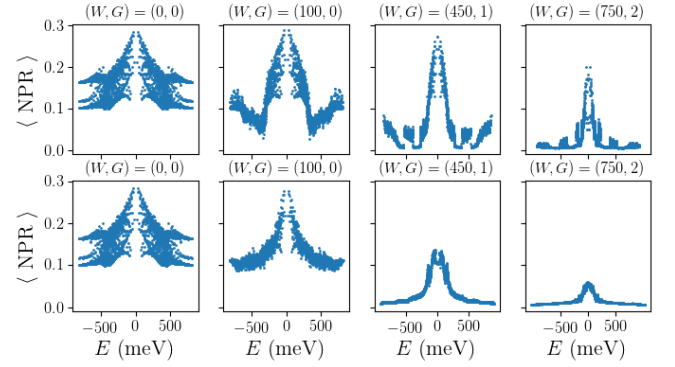 (W, G) = (0, 0) (W, G) = (100, 0) (W, G) = (450, 1) (W, G) = (750, 2)
0.3
0.2
0.1
0.0
⟨ NPR ⟩
(W, G) = (0, 0) (W, G) = (100, 0) (W, G) = (450, 1) (W, G) = (750, 2)
0.3
0.2
0.1
0.0
⟨ NPR ⟩
−500 0 500 −500 0 500 −500 0 500 −500 0 500
E (meV) E (meV) E (meV) E (meV)